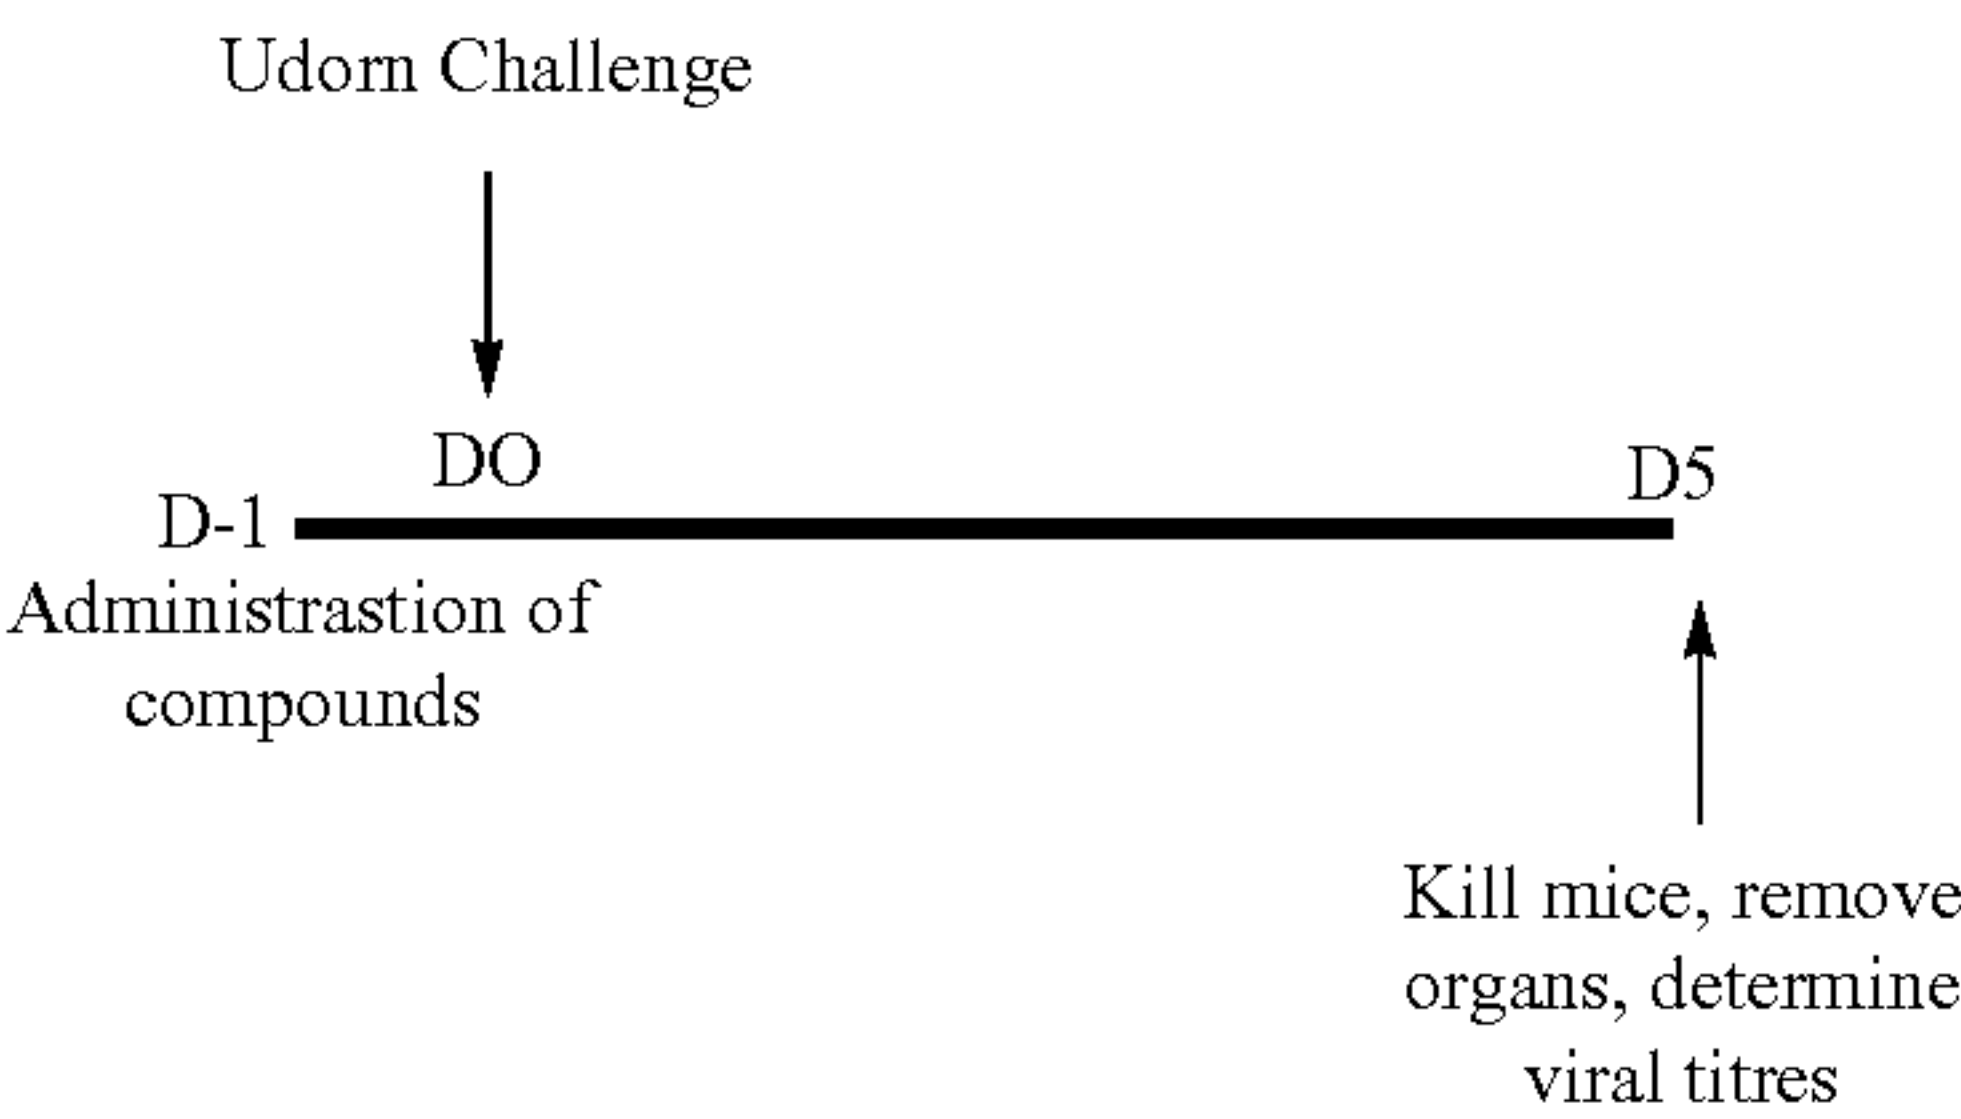 Udorn Challenge
DO
D5
D-1
Administrastion of
compounds
Kill mice, remove
organs, determine
viral titres